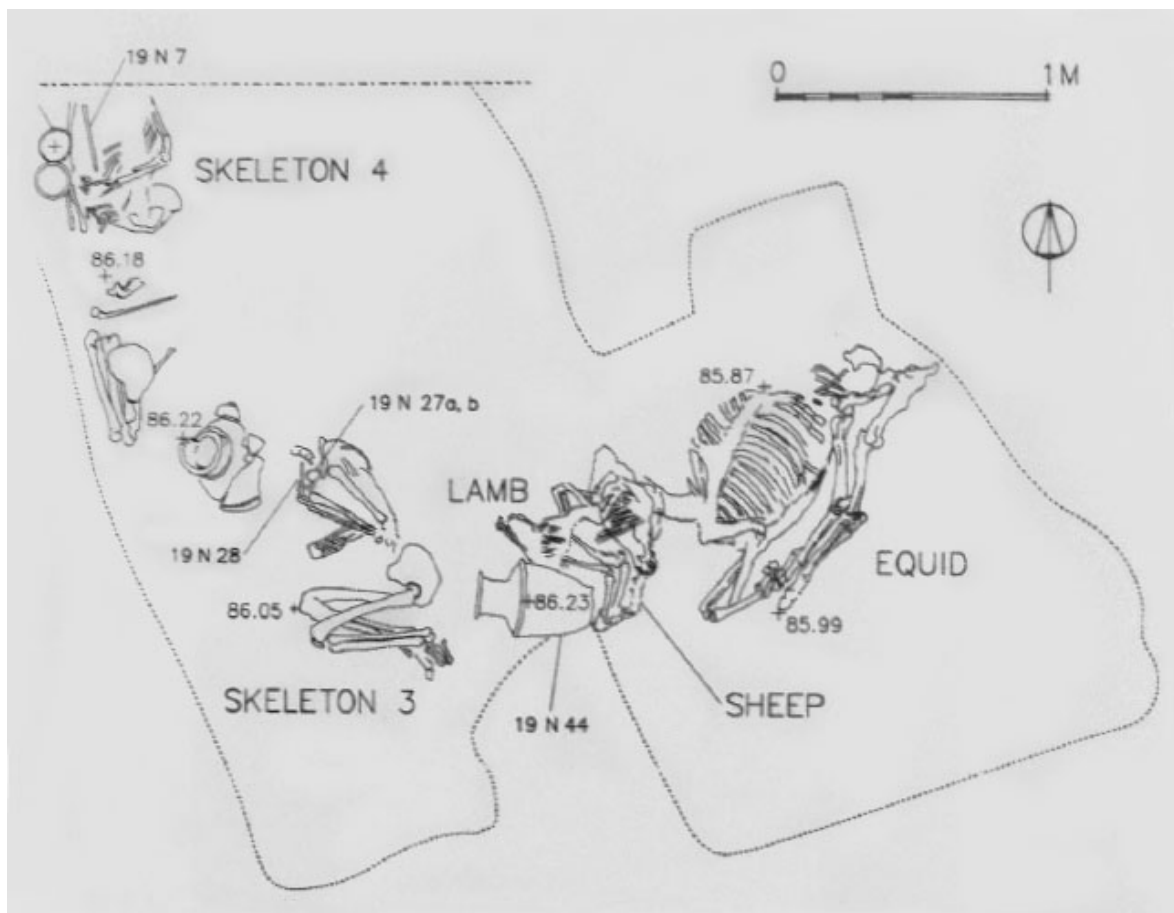 19 N 7
0 1 M
SKELETON 4
86.18
85.87
19 N 27a, b
86.22
LAMB
19 N 28
EQUID
86.05
86.23
85.99
SKELETON 3
SHEEP
19 N 44